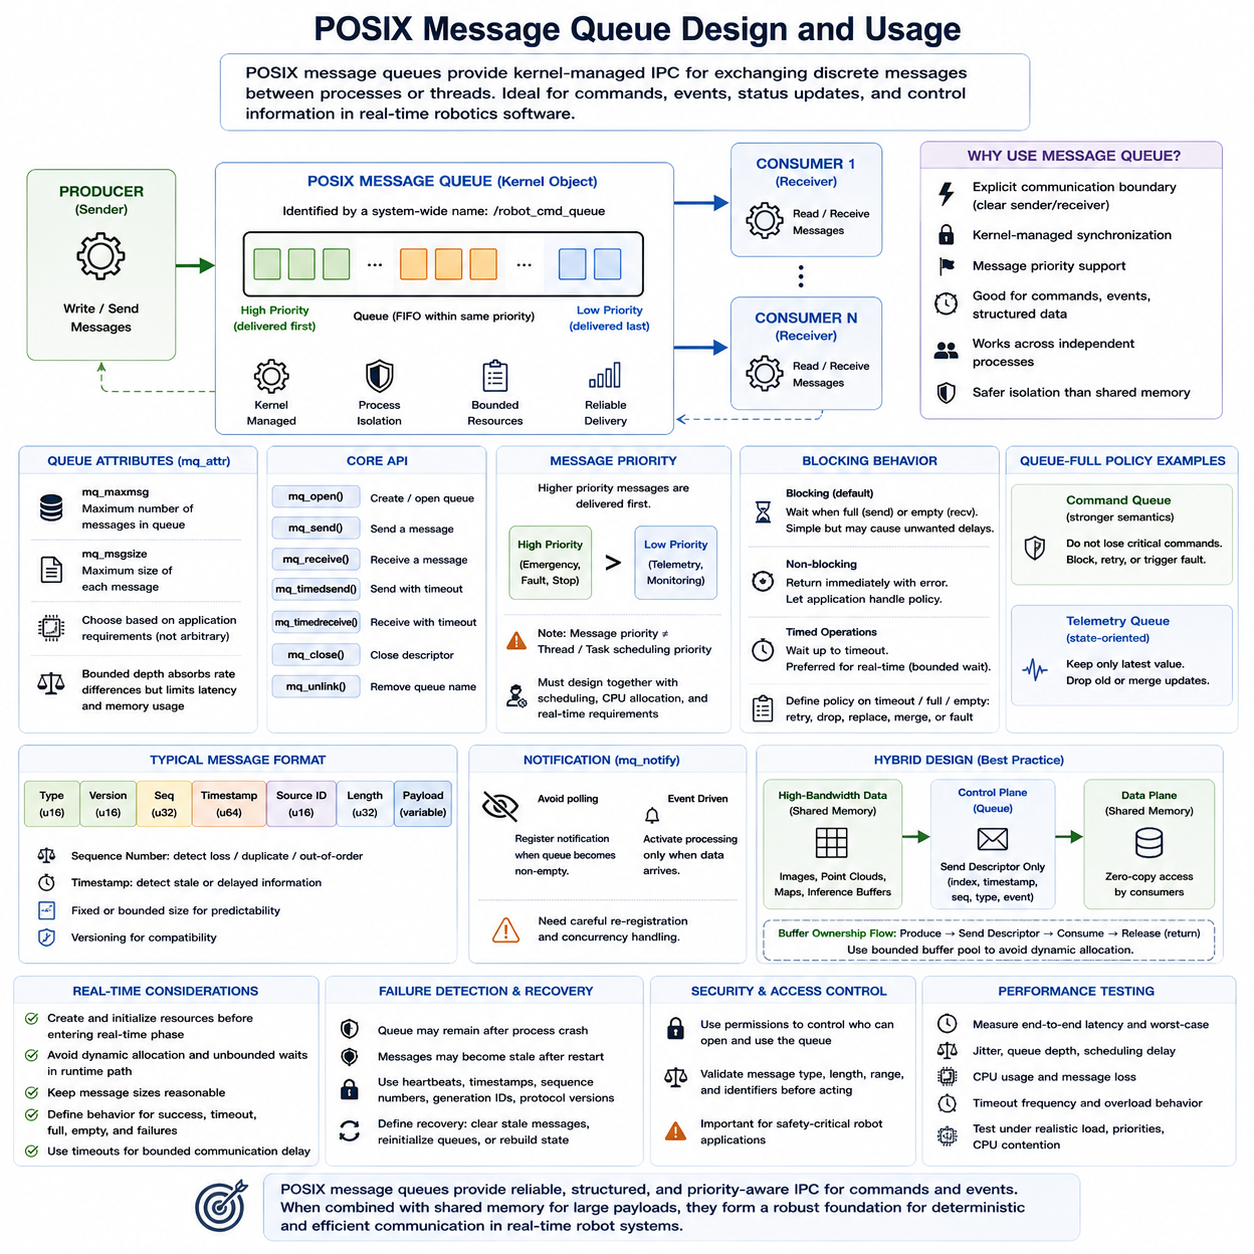 POSIX Message Queue Design and Usage
POSIX message queues provide kernel-managed IPC for exchanging discrete messages
between processes or threads. Ideal for commands, events, status updates, and control
information in real-time robotics software.
PRODUCER
(Sender)
Write / Send
Messages
POSIX MESSAGE QUEUE (Kernel Object)
Identified by a system-wide name: /robot_cmd_queue
...
...
High Priority
(delivered first)
Queue (FIFO within same priority)
Low Priority
(delivered last)
Kernel
Managed
Process
Isolation
Bounded
Resources
Reliable
Delivery
CONSUMER 1
(Receiver)
Read / Receive
Messages
CONSUMER N
(Receiver)
Read / Receive
Messages
WHY USE MESSAGE QUEUE?
Explicit communication boundary
(clear sender/receiver)
Kernel-managed synchronization
Message priority support
Good for commands, events,
structured data
Works across independent
processes
Safer isolation than shared memory
QUEUE ATTRIBUTES (mq_attr)
mq_maxmsg
Maximum number of
messages in queue
mq_msgsize
Maximum size of
each message
Choose based on application
requirements (not arbitrary)
Bounded depth absorbs rate
differences but limits latency
and memory usage
CORE API
mq_open() Create / open queue
mq_send() Send a message
mq_receive() Receive a message
mq_timedsend() Send with timeout
mq_timedreceive() Receive with timeout
mq_close() Close descriptor
mq_unlink() Remove queue name
MESSAGE PRIORITY
Higher priority messages are
delivered first.
High Priority
(Emergency,
Fault, Stop)
>
Low Priority
(Telemetry,
Monitoring)
Note: Message priority ≠
Thread / Task scheduling priority
Must design together with
scheduling, CPU allocation, and
real-time requirements
BLOCKING BEHAVIOR
Blocking (default)
Wait when full (send) or empty (recv).
Simple but may cause unwanted delays.
Non-blocking
Return immediately with error.
Let application handle policy.
Timed Operations
Wait up to timeout.
Preferred for real-time (bounded wait).
Define policy on timeout / full / empty:
retry, drop, replace, merge, or fault
QUEUE-FULL POLICY EXAMPLES
Command Queue
(stronger semantics)
Do not lose critical commands.
Block, retry, or trigger fault.
Telemetry Queue
(state-oriented)
Keep only latest value.
Drop old or merge updates.
TYPICAL MESSAGE FORMAT
Type
(u16)
Version
(u16)
Seq
(u32)
Timestamp
(u64)
Source ID
(u16)
Length
(u32)
Payload
(variable)
Sequence Number: detect loss / duplicate / out-of-order
Timestamp: detect stale or delayed information
Fixed or bounded size for predictability
Versioning for compatibility
NOTIFICATION (mq_notify)
Avoid polling
Register notification
when queue becomes
non-empty.
Event Driven
Activate processing
only when data
arrives.
Need careful re-registration
and concurrency handling.
HYBRID DESIGN (Best Practice)
High-Bandwidth Data
(Shared Memory)
Images, Point Clouds,
Maps, Inference Buffers
Control Plane
(Queue)
Send Descriptor Only
(index, timestamp,
seq, type, event)
Data Plane
(Shared Memory)
Zero-copy access
by consumers
Buffer Ownership Flow: Produce → Send Descriptor → Consume → Release (return)
Use bounded buffer pool to avoid dynamic allocation.
REAL-TIME CONSIDERATIONS
Create and initialize resources before
entering real-time phase
Avoid dynamic allocation and unbounded waits
in runtime path
Keep message sizes reasonable
Define behavior for success, timeout,
full, empty, and failures
Use timeouts for bounded communication delay
FAILURE DETECTION & RECOVERY
Queue may remain after process crash
Messages may become stale after restart
Use heartbeats, timestamps, sequence
numbers, generation IDs, protocol versions
Define recovery: clear stale messages,
reinitialize queues, or rebuild state
SECURITY & ACCESS CONTROL
Use permissions to control who can
open and use the queue
Validate message type, length, range,
and identifiers before acting
Important for safety-critical robot
applications
PERFORMANCE TESTING
Measure end-to-end latency and worst-case
Jitter, queue depth, scheduling delay
CPU usage and message loss
Timeout frequency and overload behavior
Test under realistic load, priorities,
CPU contention
POSIX message queues provide reliable, structured, and priority-aware IPC for commands and events.
When combined with shared memory for large payloads, they form a robust foundation for deterministic
and efficient communication in real-time robot systems.